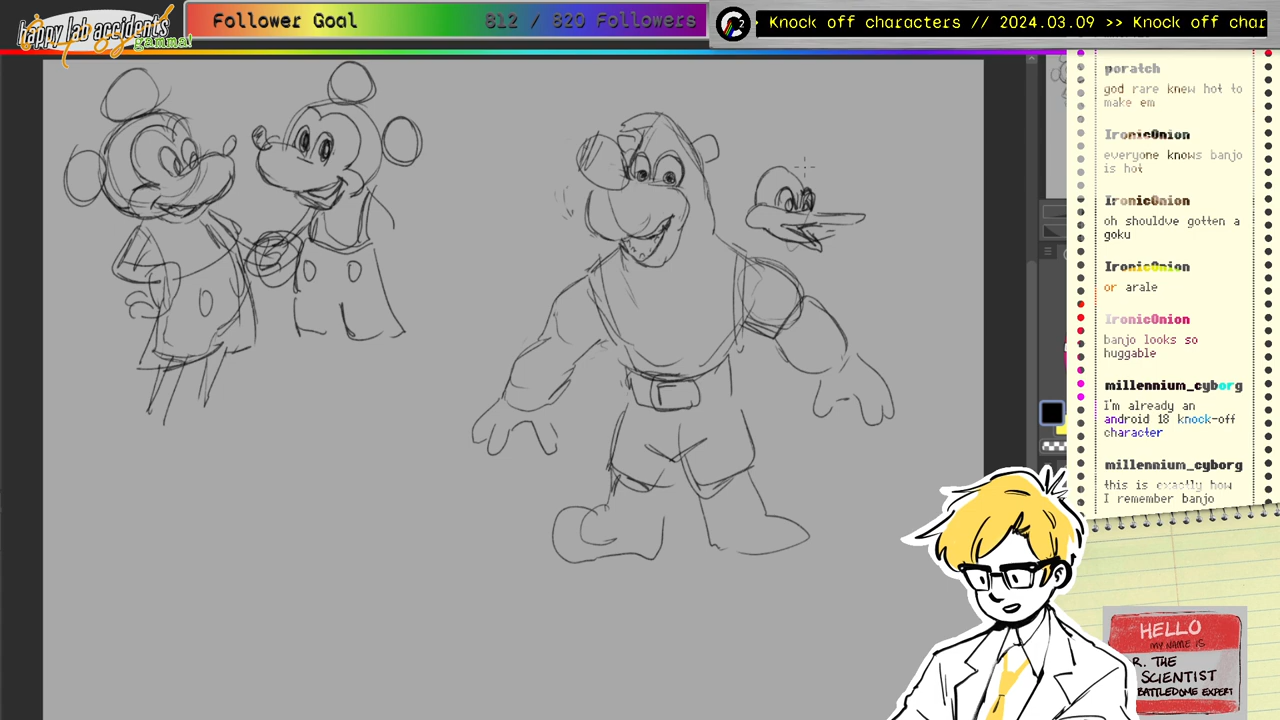 happy lab accidents
gamma!
Follower Goal
812 / 820 Followers
Knock off characters // 2024.03.09 >> Knock off char
poratch
god rare knew hot to
make em
IronicOnion
everyone knows banjo
is hot
IronicOnion
oh shouldve gotten a
goku
IronicOnion
or arale
IronicOnion
banjo looks so
huggable
millennium_cyborg
i'm already an
android 18 knock-off
character
millennium_cyborg
this is exactly how
I remember banjo
HELLO
MY NAME IS
R. THE
SCIENTIST
BATTLEDOME EXPERT